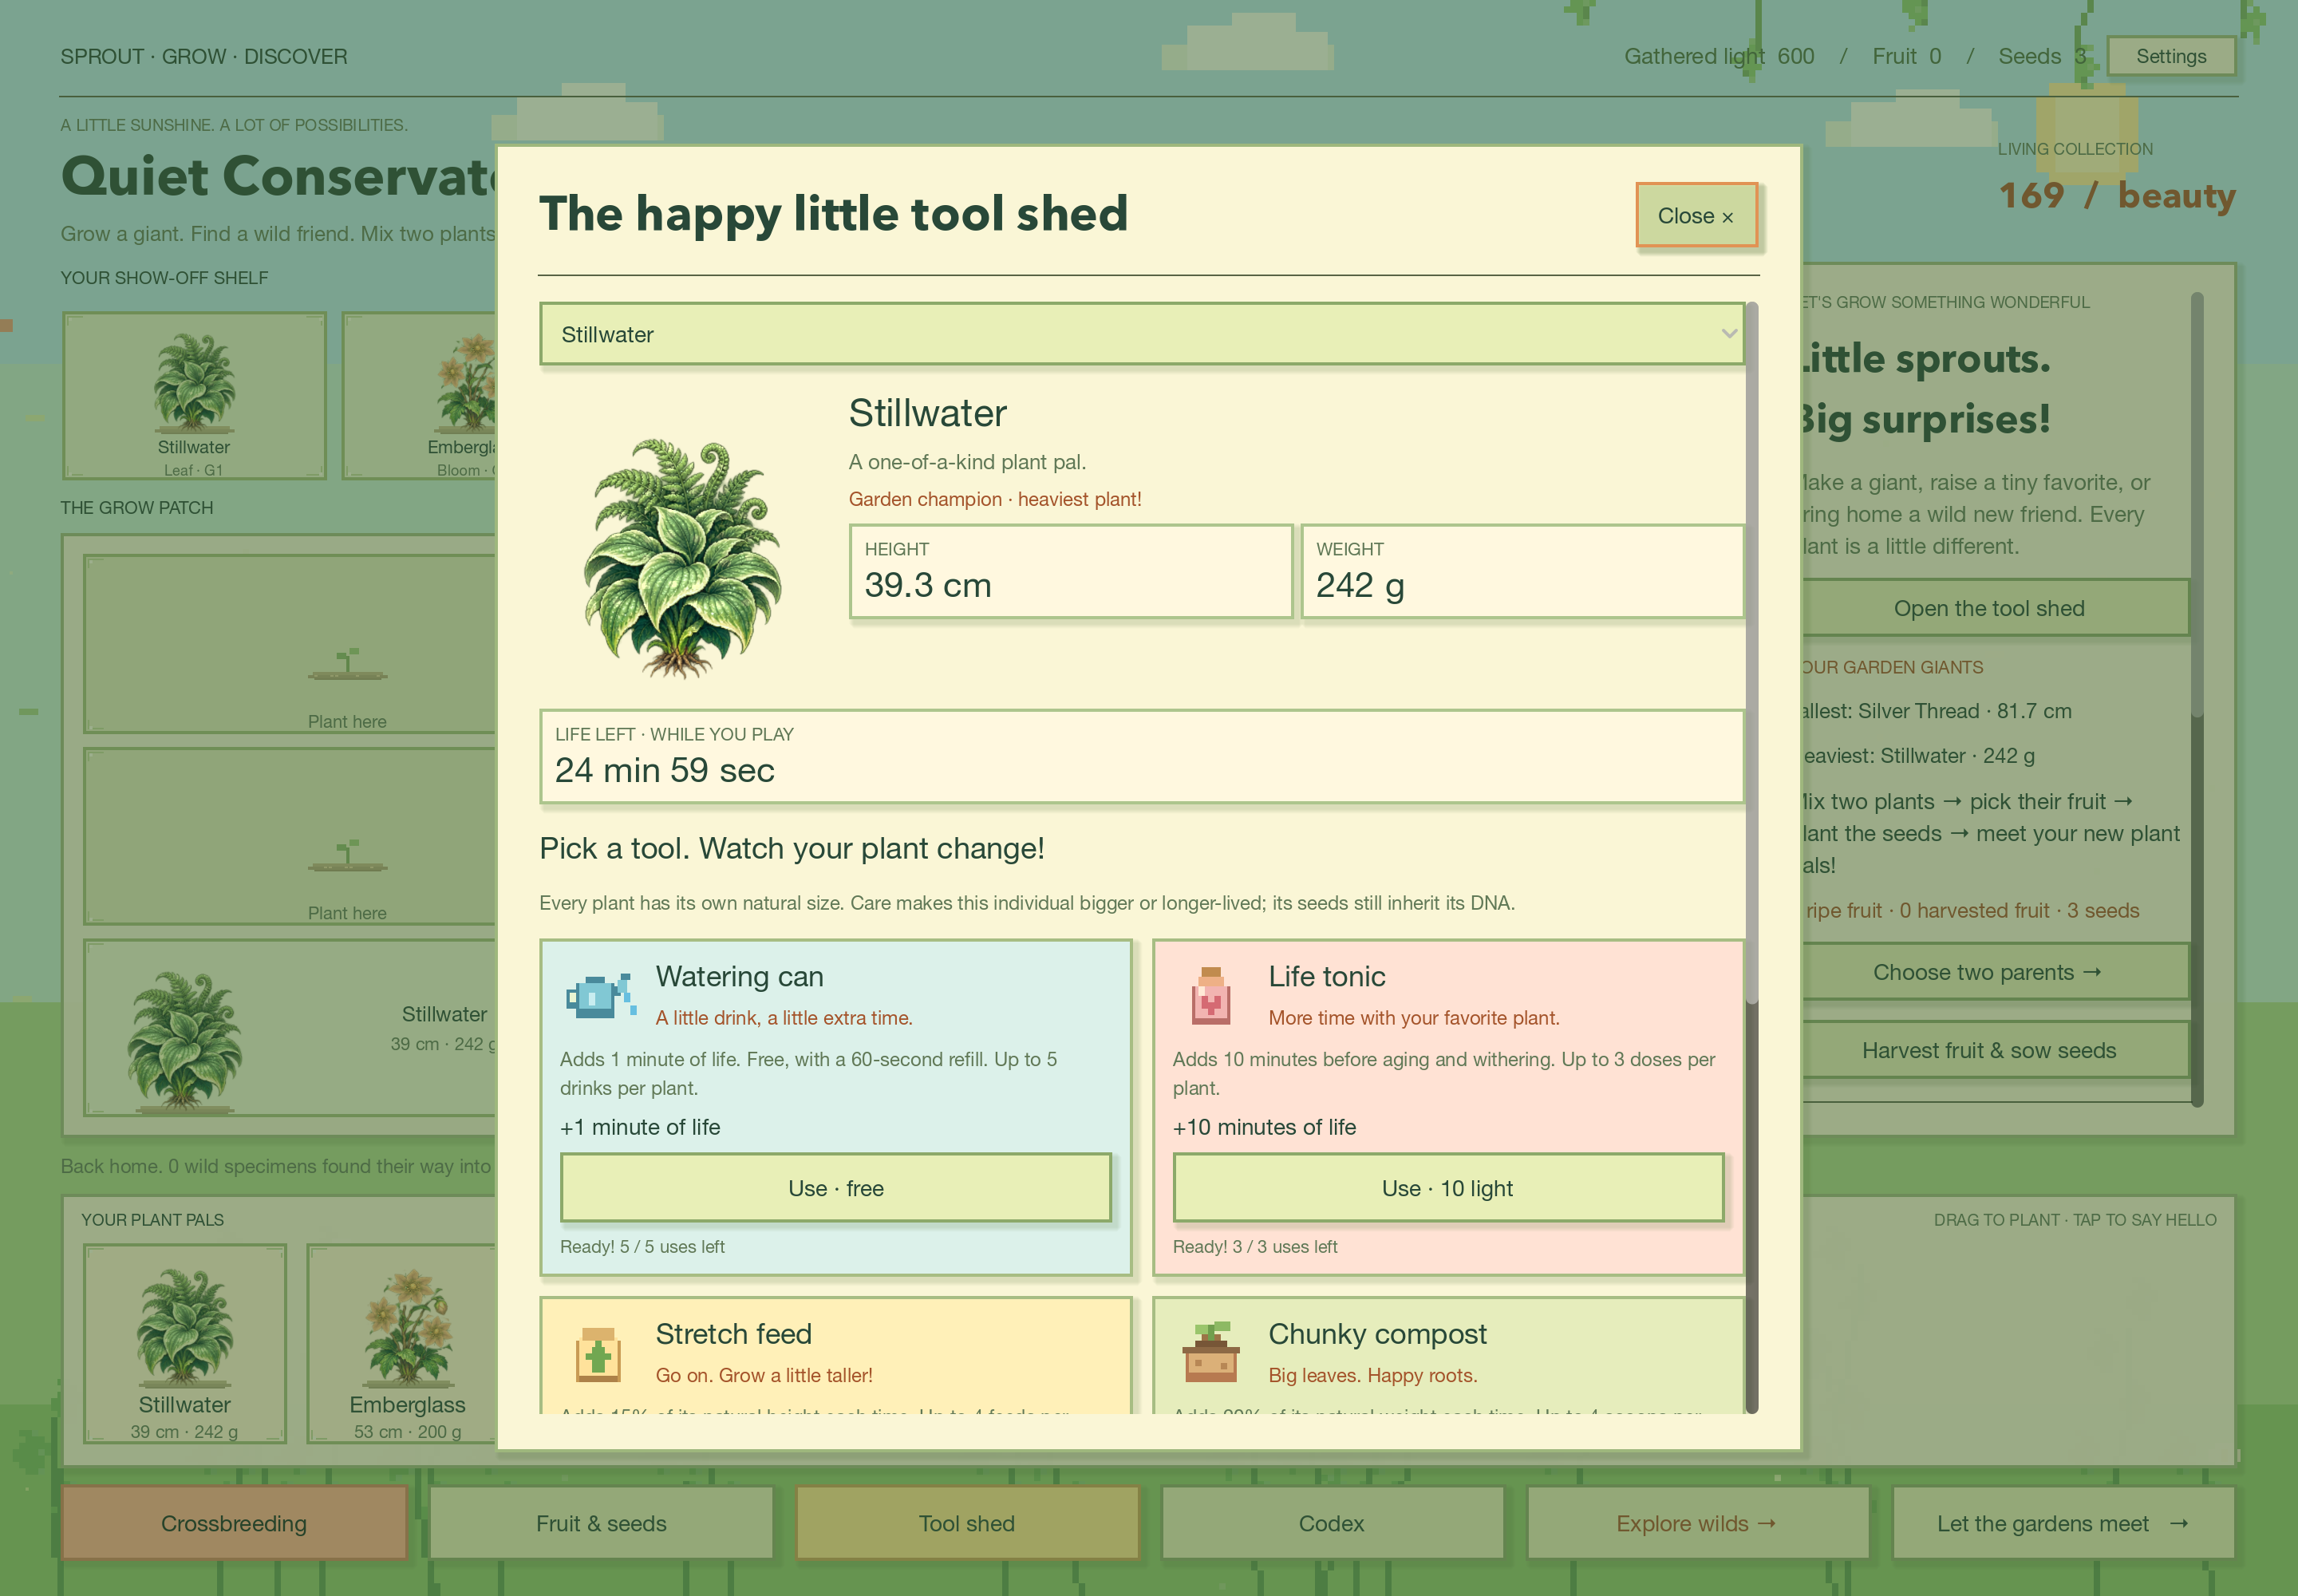 SPROUT · GROW · DISCOVER
Gathered light 600 / Fruit 0 / Seeds 3
Settings
A LITTLE SUNSHINE. A LOT OF POSSIBILITIES.
Quiet
Grow a giant. Find a wild friend. Mix two plants
LIVING COLLECTION
169 / beauty
YOUR SHOW-OFF SHELF
Stillwater
Leaf · G1
Bloom ·
THE GROW PATCH
Plant here
Plant here
Stillwater
39 cm · 242 g
Back home. 0 wild specimens found their way into
The happy little tool shed
Close ×
Stillwater
Stillwater
A one-of-a-kind plant pal.
Garden champion · heaviest plant!
HEIGHT
39.3 cm
WEIGHT
242 g
LIFE LEFT · WHILE YOU PLAY
24 min 59 sec
Pick a tool. Watch your plant change!
Every plant has its own natural size. Care makes this individual bigger or longer-lived; its seeds still inherit its DNA.
Watering can
A little drink, a little extra time.
Adds 1 minute of life. Free, with a 60-second refill. Up to 5
drinks per plant.
+1 minute of life
Use · free
Ready! 5 / 5 uses left
Life tonic
More time with your favorite plant.
Adds 10 minutes before aging and withering. Up to 3 doses per
plant.
+10 minutes of life
Use · 10 light
Ready! 3 / 3 uses left
Stretch feed
Go on. Grow a little taller!
Chunky compost
Big leaves. Happy roots.
LET'S GROW SOMETHING WONDERFUL
Little sprouts.
Big surprises!
Make a giant, raise a tiny favorite, or
bring home a wild new friend. Every
plant is a little different.
Open the tool shed
YOUR GARDEN GIANTS
Tallest: Silver Thread · 81.7 cm
Heaviest: Stillwater · 242 g
Mix two plants → pick their fruit →
plant the seeds → meet your new plant
pals!
ripe fruit · 0 harvested fruit · 3 seeds
Choose two parents →
Harvest fruit & sow seeds
YOUR PLANT PALS
DRAG TO PLANT · TAP TO SAY HELLO
Stillwater
39 cm · 242 g
Emberglass
53 cm · 200 g
Crossbreeding
Fruit & seeds
Tool shed
Codex
Explore wilds →
Let the gardens meet →